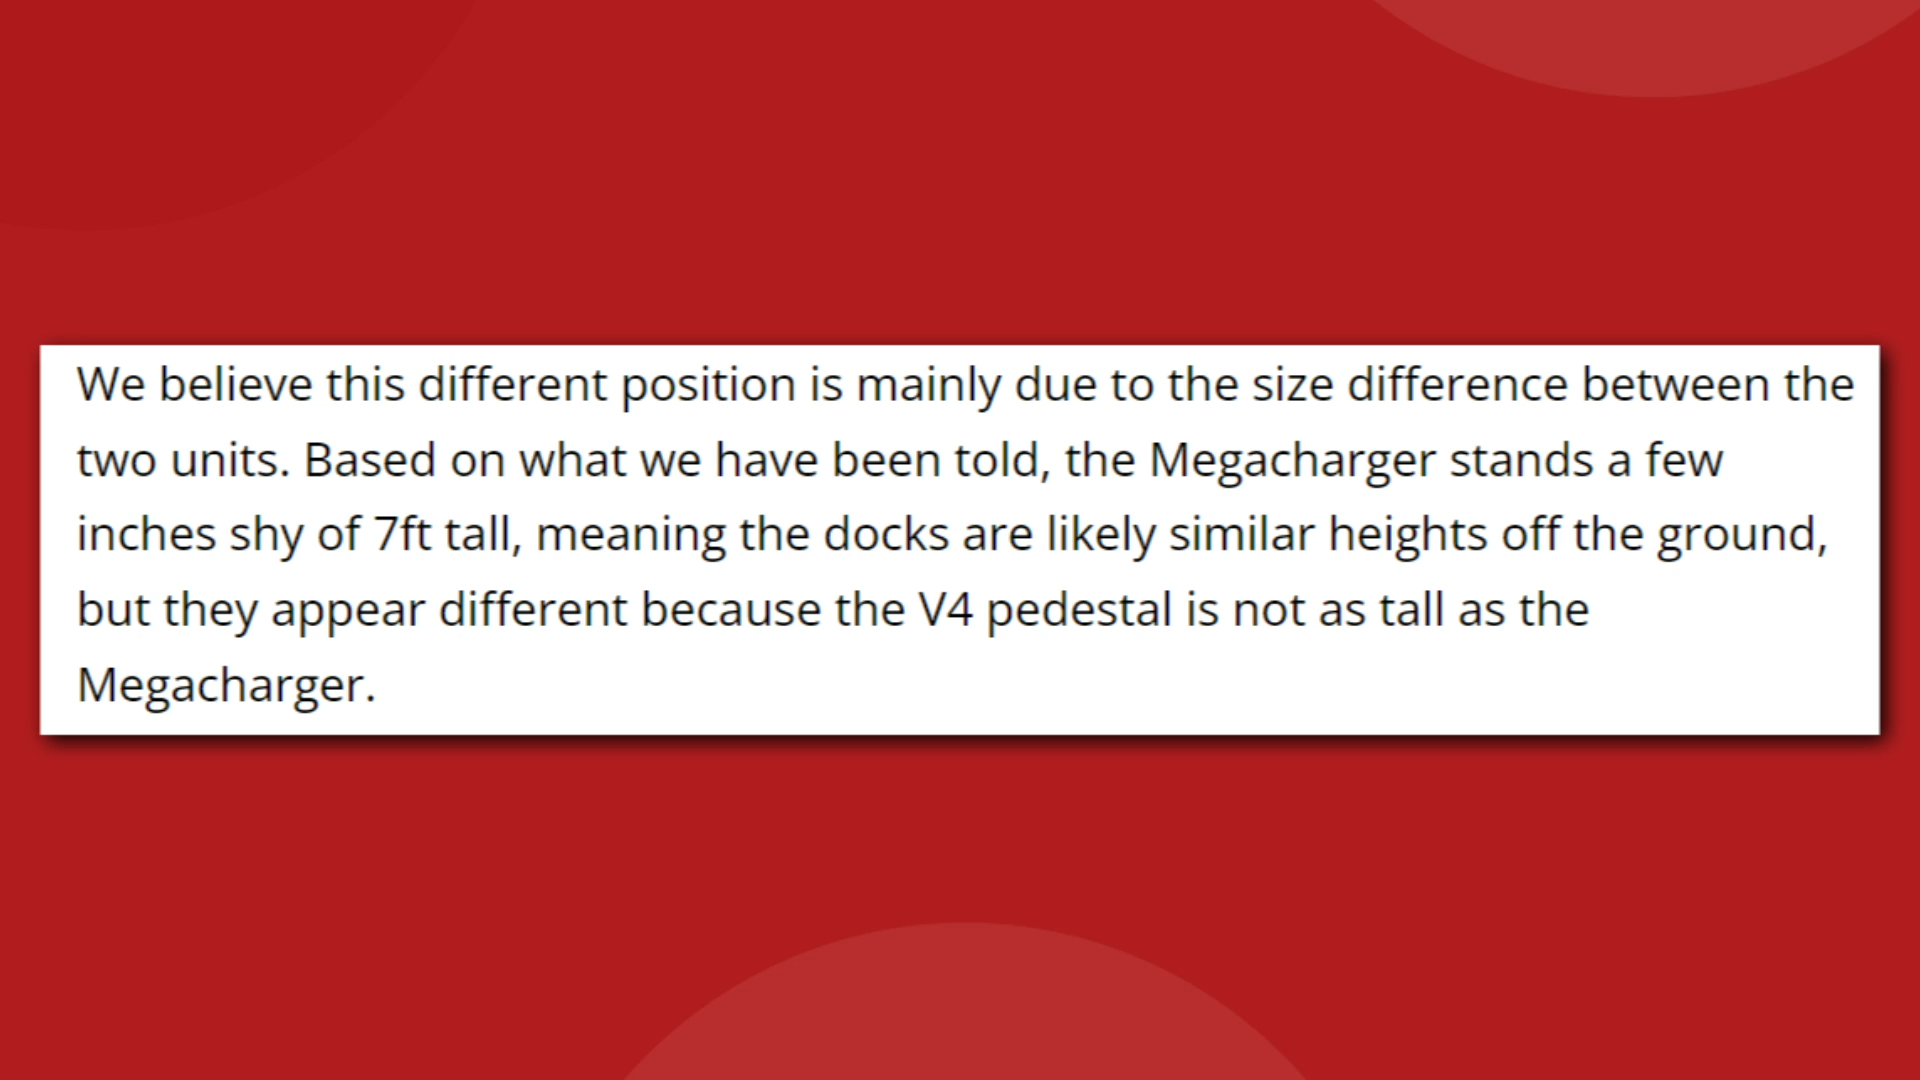 We believe this different position is mainly due to the size difference between the
two units. Based on what we have been told, the Megacharger stands a few
inches shy of 7ft tall, meaning the docks are likely similar heights off the ground,
but they appear different because the V4 pedestal is not as tall as the
Megacharger.